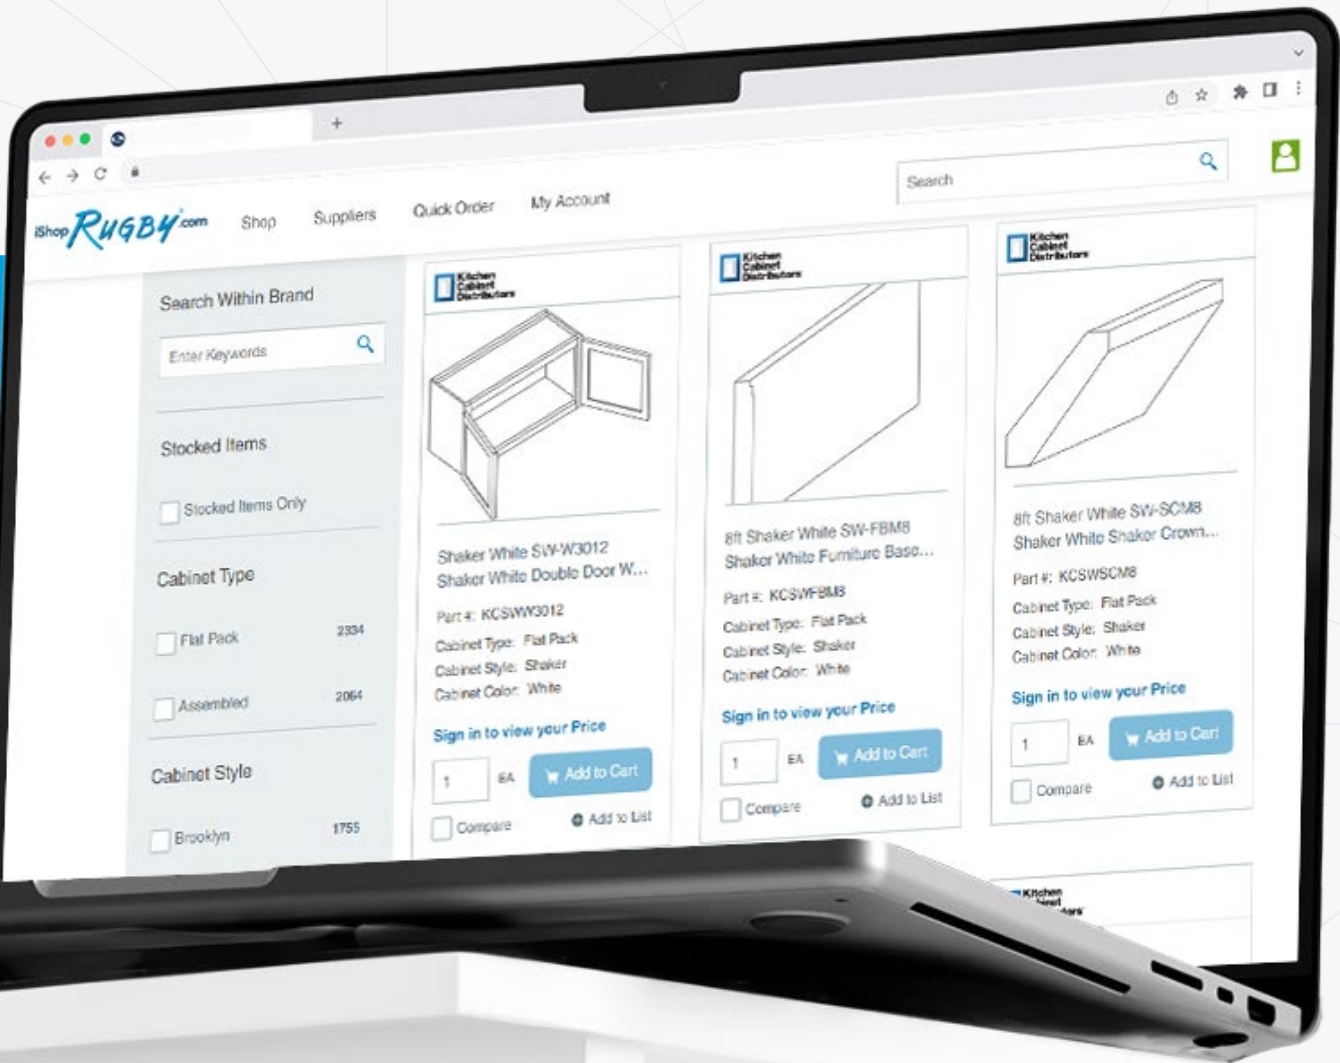 iShop RUGBY.com
Shop
Suppliers
Quick Order
My Account
Search
Search Within Brand
Enter Keywords
Stocked Items
Stocked Items Only
Cabinet Type
Flat Pack 2334
Assembled 2064
Cabinet Style
Brooklyn 1755
Kitchen
Cabinet
Distributors
Shaker White SW-W3012
Shaker White Double Door W...
Part #: KCSWW3012
Cabinet Type: Flat Pack
Cabinet Style: Shaker
Cabinet Color: White
Sign in to view your Price
1 EA Add to Cart
Compare Add to List
Kitchen
Cabinet
Distributors
8ft Shaker White SW-FBM8
Shaker White Furniture Base...
Part #: KCSWFBM8
Cabinet Type: Flat Pack
Cabinet Style: Shaker
Cabinet Color: White
Sign in to view your Price
1 EA Add to Cart
Compare Add to List
Kitchen
Cabinet
Distributors
8ft Shaker White SW-SCM8
Shaker White Shaker Crown...
Part #: KCSWSCM8
Cabinet Type: Flat Pack
Cabinet Style: Shaker
Cabinet Color: White
Sign in to view your Price
1 EA Add to Cart
Compare Add to List
Kitchen